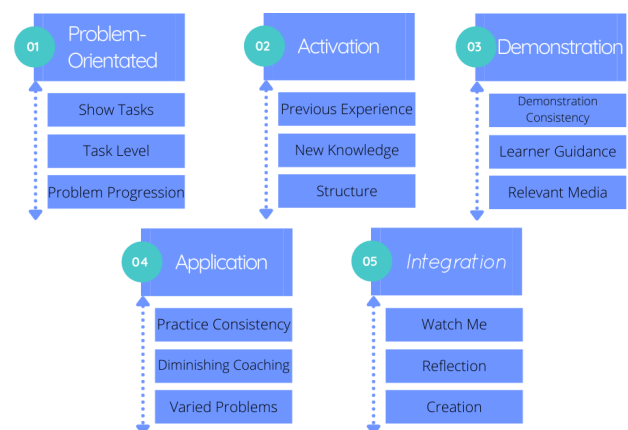 01
Problem-
Orientated
Show Tasks
Task Level
Problem Progression
02
Activation
Previous Experience
New Knowledge
Structure
03
Demonstration
Demonstration
Consistency
Learner Guidance
Relevant Media
04
Application
Practice Consistency
Diminishing Coaching
Varied Problems
05
Integration
Watch Me
Reflection
Creation